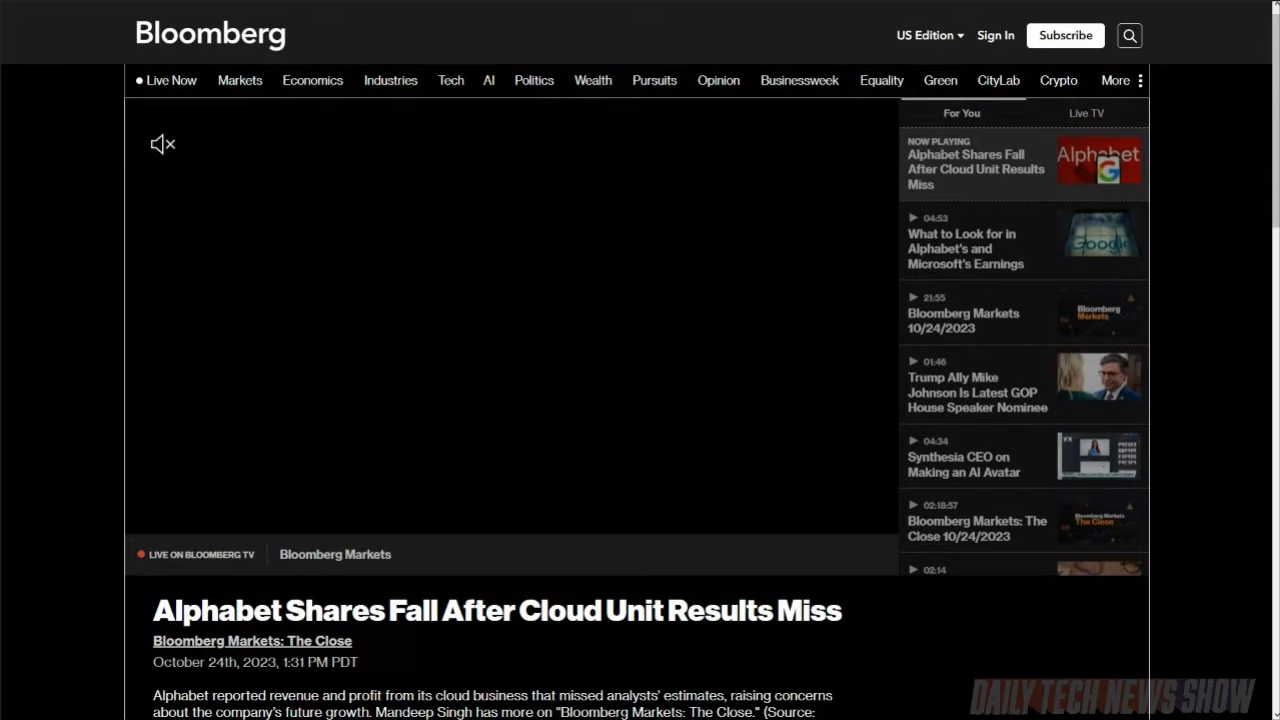 Bloomberg
US Edition
Sign In
Subscribe
Live Now
Markets
Economics
Industries
Tech
AI
Politics
Wealth
Pursuits
Opinion
Businessweek
Equality
Green
CityLab
Crypto
More
For You
Live TV
NOW PLAYING
Alphabet Shares Fall
After Cloud Unit Results
Miss
Alphabet
G
04:53
What to Look for in
Alphabet's and
Microsoft's Earnings
Google
21:55
Bloomberg Markets
10/24/2023
Bloomberg
Markets
01:46
Trump Ally Mike
Johnson Is Latest GOP
House Speaker Nominee
04:34
Synthesia CEO on
Making an AI Avatar
02:18:57
Bloomberg Markets: The
Close 10/24/2023
Bloomberg Markets
The Close
02:14
LIVE ON BLOOMBERG TV
Bloomberg Markets
Alphabet Shares Fall After Cloud Unit Results Miss
Bloomberg Markets: The Close
October 24th, 2023, 1:31 PM PDT
Alphabet reported revenue and profit from its cloud business that missed analysts' estimates, raising concerns
about the company's future growth. Mandeep Singh has more on "Bloomberg Markets: The Close." (Source:
DAILY TECH NEWS SHOW